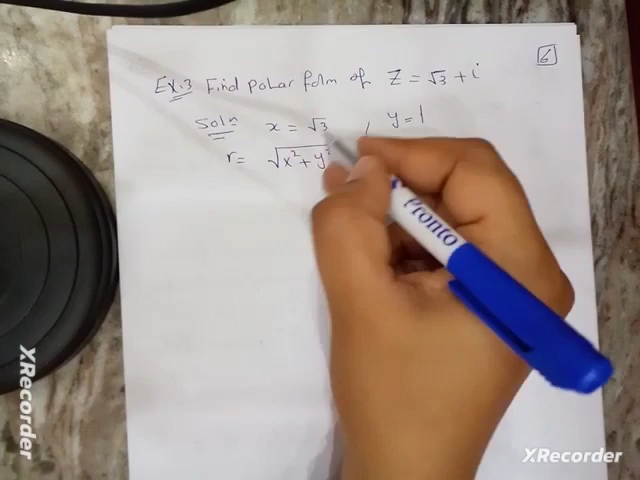 6
Ex.3 Find polar form of Z = √3 + i
Soln x = √3 , y = 1
r = √x² + y²
Pronto
XRecorder
XRecorder